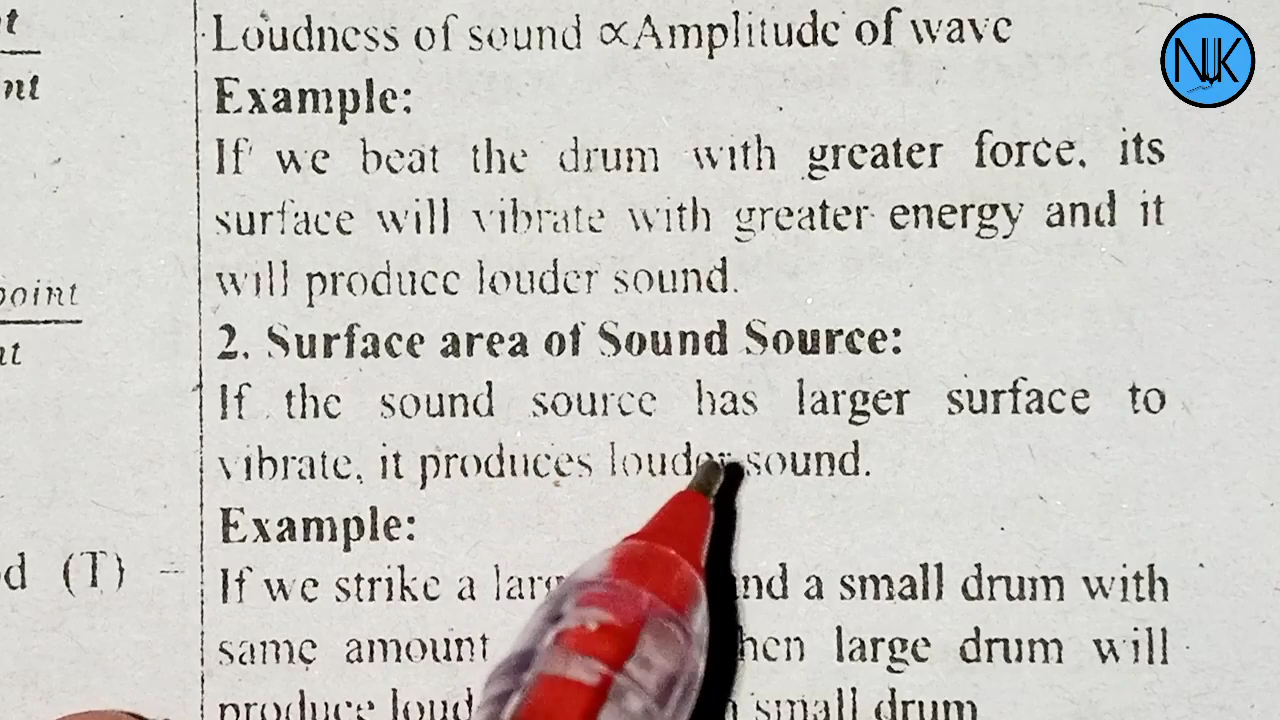 Loudness of sound ∝Amplitude of wave
Example:
If we beat the drum with greater force, its
surface will vibrate with greater energy and it
will produce louder sound.
2. Surface area of Sound Source:
If the sound source has larger surface to
vibrate, it produces louder sound.
Example:
If we strike a a small drum with
same amount large drum will
produce small drum
point
(T) –
NUK